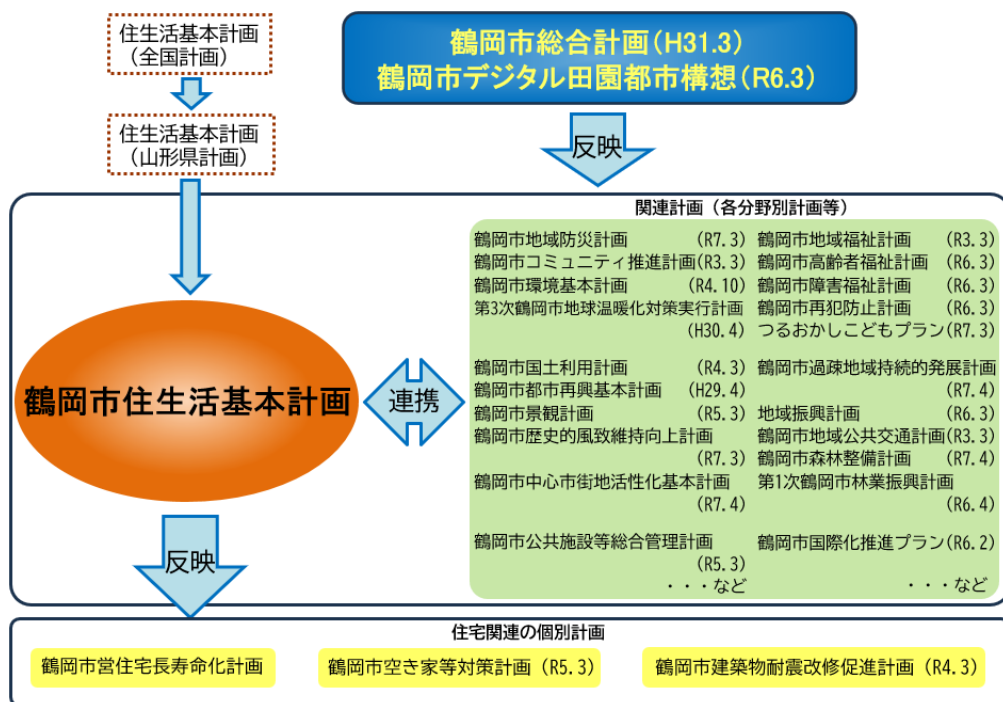 住生活基本計画
（全国計画）
鶴岡市総合計画(H31.3)
鶴岡市デジタル田園都市構想(R6.3)
住生活基本計画
（山形県計画）
反映
関連計画（各分野別計画等）
鶴岡市地域防災計画 (R7.3)
鶴岡市コミュニティ推進計画(R3.3)
鶴岡市環境基本計画 (R4.10)
第3次鶴岡市地球温暖化対策実行計画
(H30.4)
鶴岡市国土利用計画 (R4.3)
鶴岡市都市再興基本計画 (H29.4)
鶴岡市景観計画 (R5.3)
鶴岡市歴史的風致維持向上計画
(R7.3)
鶴岡市中心市街地活性化基本計画
(R7.4)
鶴岡市公共施設等総合管理計画
(R5.3)
・・・など
鶴岡市地域福祉計画 (R3.3)
鶴岡市高齢者福祉計画 (R6.3)
鶴岡市障害福祉計画 (R6.3)
鶴岡市再犯防止計画 (R6.3)
つるおかしこどもプラン(R7.3)
鶴岡市過疎地域持続的発展計画
(R7.4)
地域振興計画 (R6.3)
鶴岡市地域公共交通計画(R3.3)
鶴岡市森林整備計画 (R7.4)
第1次鶴岡市林業振興計画
(R6.4)
鶴岡市国際化推進プラン(R6.2)
・・・など
鶴岡市住生活基本計画
連携
反映
住宅関連の個別計画
鶴岡市営住宅長寿命化計画
鶴岡市空き家等対策計画(R5.3)
鶴岡市建築物耐震改修促進計画(R4.3)